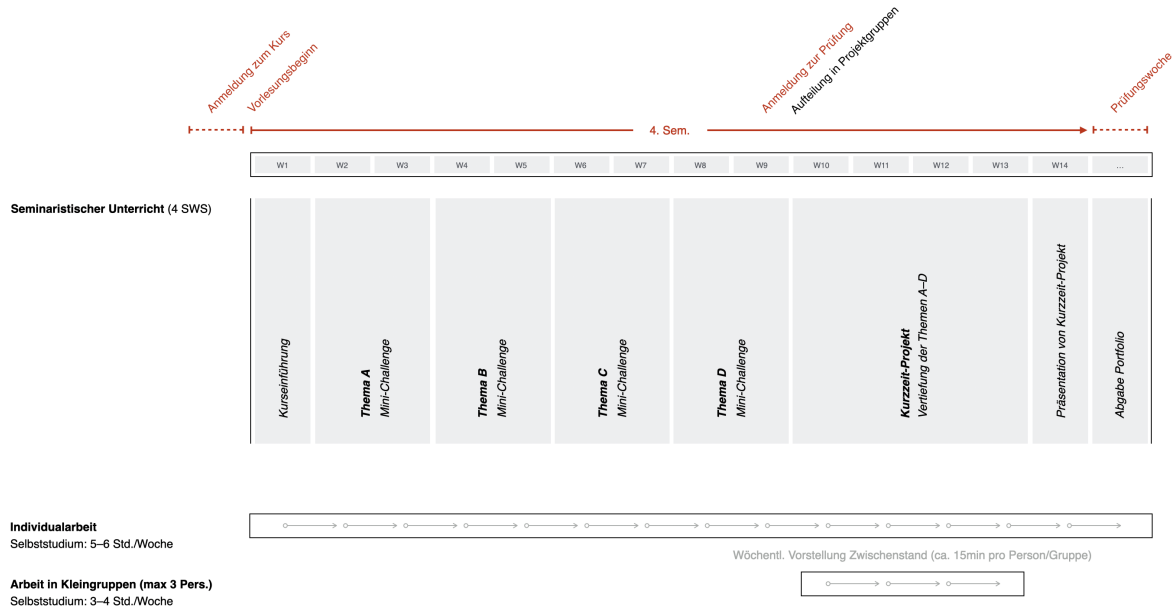 Anmeldung zum Kurs
Vorlesungsbeginn
Anmeldung zur Prüfung
Aufteilung in Projektgruppen
Prüfungswoche
4. Sem.
W1 W2 W3 W4 W5 W6 W7 W8 W9 W10 W11 W12 W13 W14 ...
Seminaristischer Unterricht (4 SWS)
Kurseinführung
Thema A
Mini-Challenge
Thema B
Mini-Challenge
Thema C
Mini-Challenge
Thema D
Mini-Challenge
Kurzzeit-Projekt
Vertiefung der Themen A–D
Präsentation von Kurzzeit-Projekt
Abgabe Portfolio
Individualarbeit
Selbststudium: 5–6 Std./Woche
Wöchentl. Vorstellung Zwischenstand (ca. 15min pro Person/Gruppe)
Arbeit in Kleingruppen (max 3 Pers.)
Selbststudium: 3–4 Std./Woche